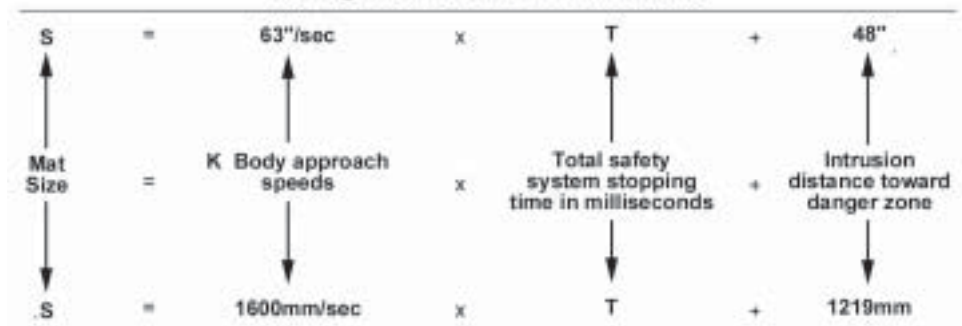 S = 63"/sec x T + 48"
Mat Size = K Body approach speeds x Total safety system stopping time in milliseconds + Intrusion distance toward danger zone
.S = 1600mm/sec x T + 1219mm